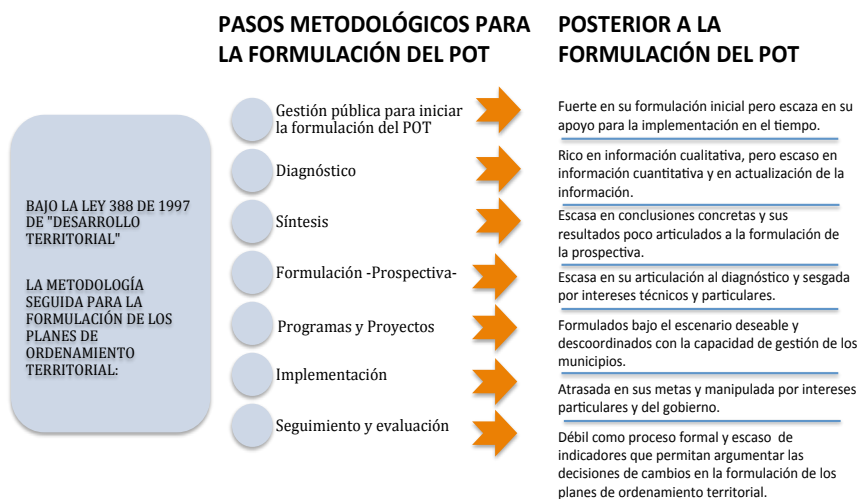 PASOS METODOLÓGICOS PARA
LA FORMULACIÓN DEL POT
POSTERIOR A LA
FORMULACIÓN DEL POT
BAJO LA LEY 388 DE 1997
DE "DESARROLLO
TERRITORIAL"
LA METODOLOGÍA
SEGUIDA PARA LA
FORMULACIÓN DE LOS
PLANES DE
ORDENAMIENTO
TERRITORIAL:
Gestión pública para iniciar
la formulación del POT
Fuerte en su formulación inicial pero escaza en su
apoyo para la implementación en el tiempo.
Diagnóstico
Rico en información cualitativa, pero escaso en
información cuantitativa y en actualización de la
información.
Síntesis
Escasa en conclusiones concretas y sus
resultados poco articulados a la formulación de
la prospectiva.
Formulación -Prospectiva-
Escasa en su articulación al diagnóstico y sesgada
por intereses técnicos y particulares.
Programas y Proyectos
Formulados bajo el escenario deseable y
descoordinados con la capacidad de gestión de los
municipios.
Implementación
Atrasada en sus metas y manipulada por intereses
particulares y del gobierno.
Seguimiento y evaluación
Débil como proceso formal y escaso de
indicadores que permitan argumentar las
decisiones de cambios en la formulación de los
planes de ordenamiento territorial.